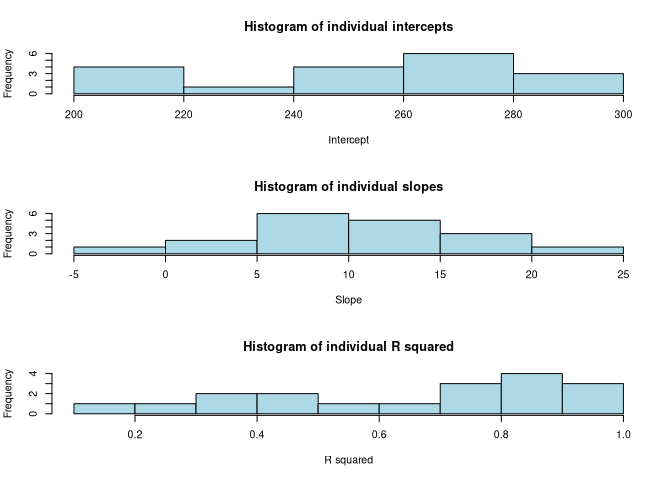 Histogram of individual intercepts
Frequency
0 3 6
200 220 240 260 280 300
Intercept
Histogram of individual slopes
Frequency
0 3 6
-5 0 5 10 15 20 25
Slope
Histogram of individual R squared
Frequency
0 2 4
0.2 0.4 0.6 0.8 1.0
R squared